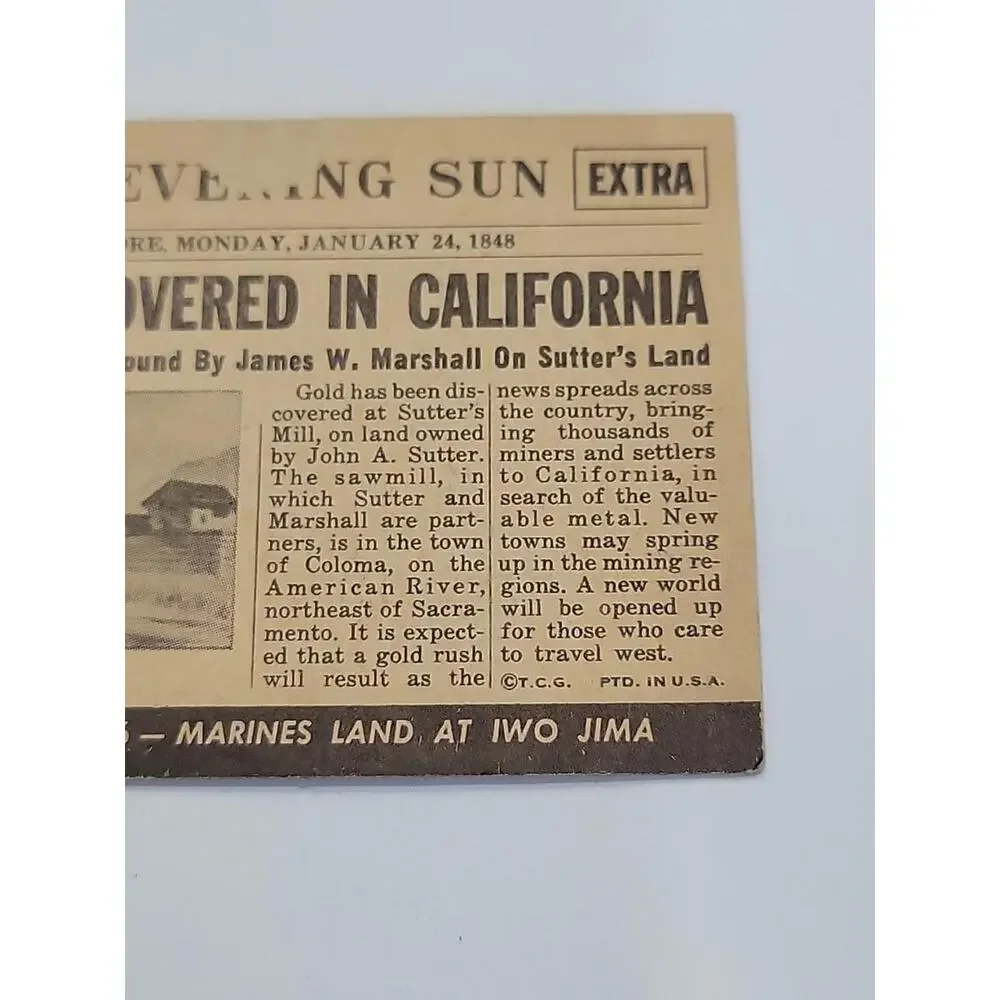 EVENING SUN
EXTRA
RE, MONDAY, JANUARY 24, 1848
OVERED IN CALIFORNIA
ound By James W. Marshall On Sutter's Land
Gold has been dis-
covered at Sutter's
Mill, on land owned
by John A. Sutter.
The sawmill, in
which Sutter and
Marshall are part-
ners, is in the town
of Coloma, on the
American River,
northeast of Sacra-
mento. It is expect-
ed that a gold rush
will result as the
news spreads across
the country, bring-
ing thousands of
miners and settlers
to California, in
search of the valu-
able metal. New
towns may spring
up in the mining re-
gions. A new world
will be opened up
for those who care
to travel west.
©T.C.G. PTD. IN U.S.A.
— MARINES LAND AT IWO JIMA